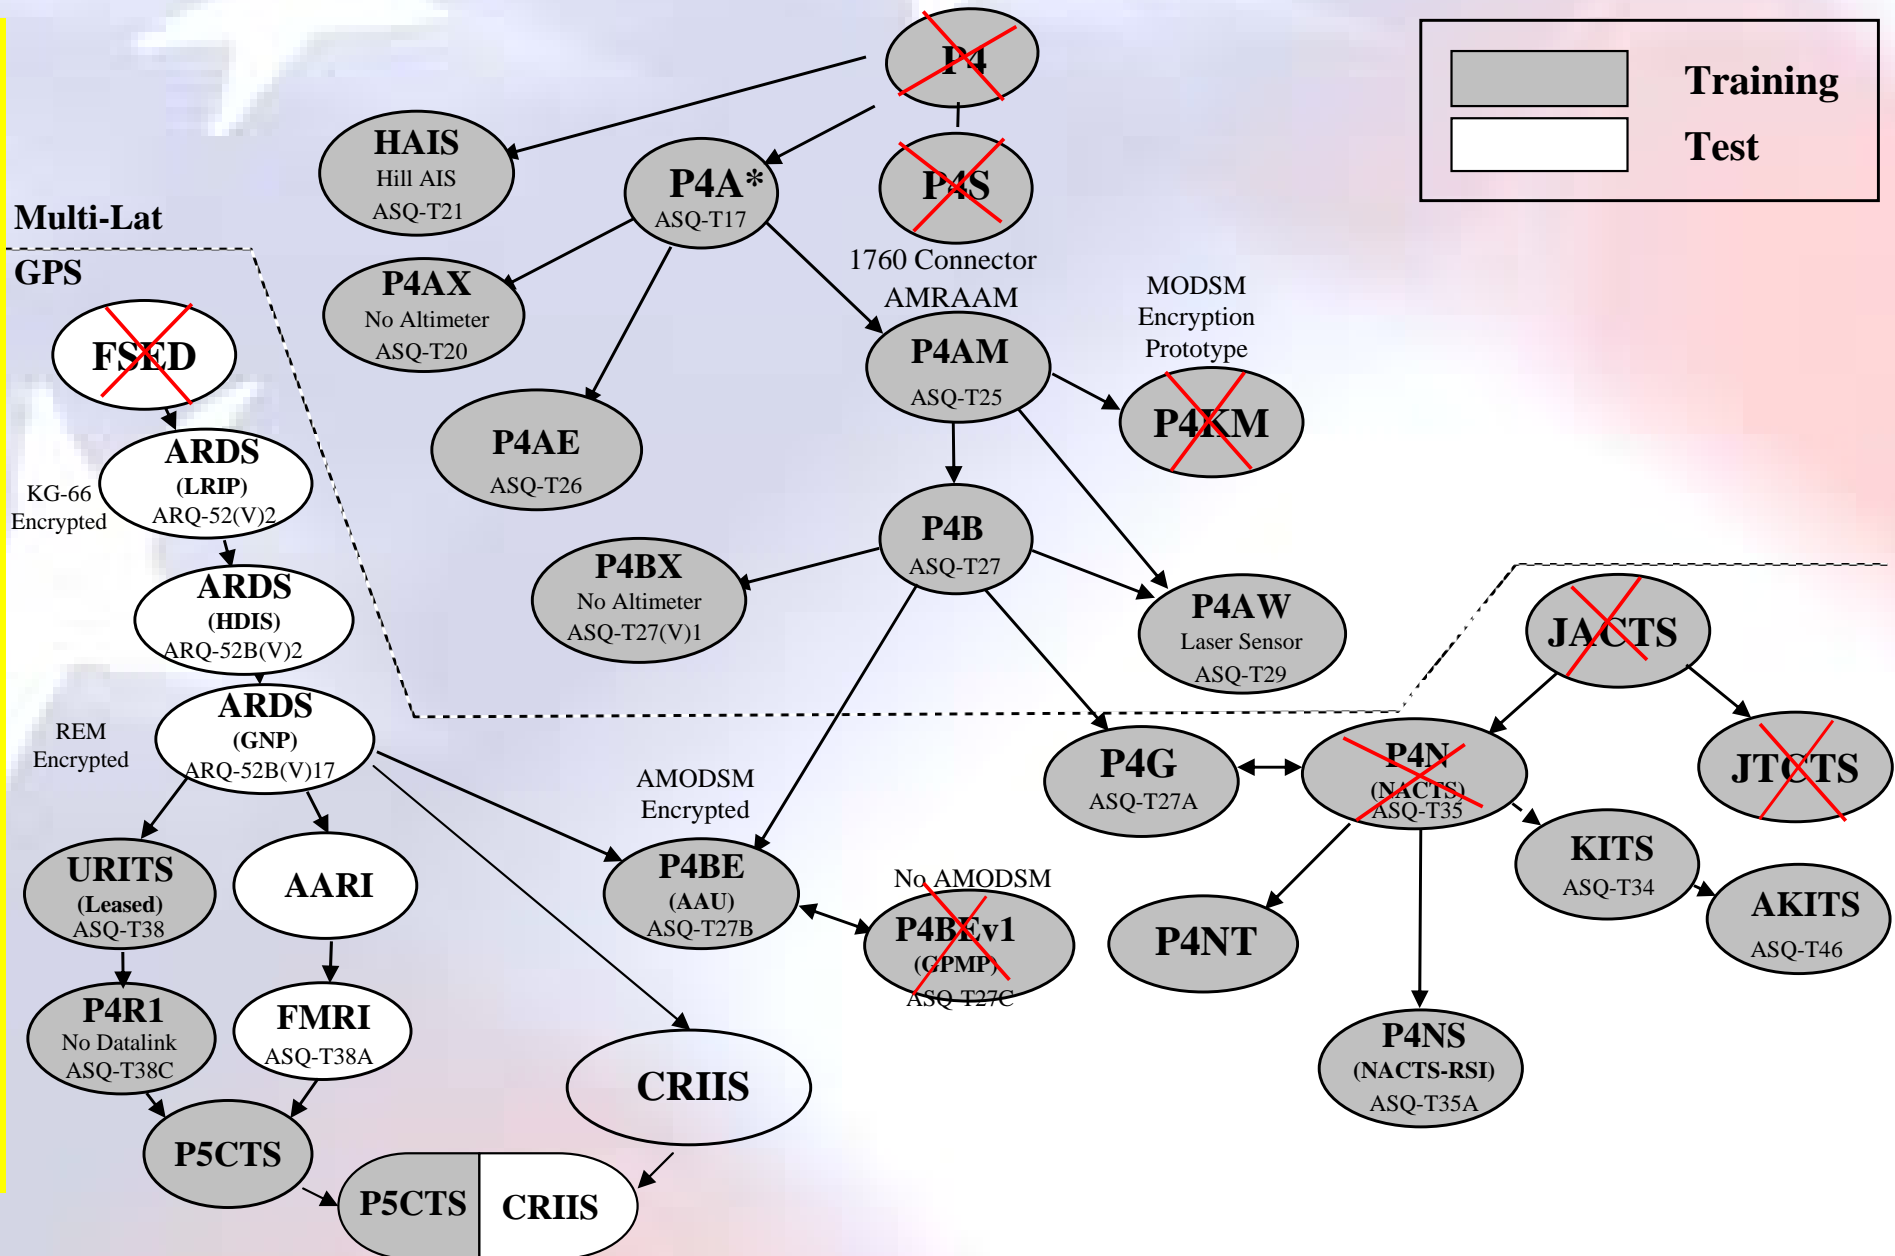 P4
Training
Test
HAIS
Hill AIS
ASQ-T21
P4A*
ASQ-T17
P4S
Multi-Lat
GPS
1760 Connector
AMRAAM
P4AX
No Altimeter
ASQ-T20
MODSM
Encryption
Prototype
FSED
P4AM
ASQ-T25
P4KM
P4AE
ASQ-T26
ARDS
(LRIP)
ARQ-52(V)2
KG-66
Encrypted
P4B
ASQ-T27
P4BX
No Altimeter
ASQ-T27(V)1
ARDS
(HDIS)
ARQ-52B(V)2
P4AW
Laser Sensor
ASQ-T29
JACTS
ARDS
(GNP)
ARQ-52B(V)17
REM
Encrypted
AMODSM
Encrypted
P4G
ASQ-T27A
P4N
(NACTS)
ASQ-T35
JTCTS
URITS
(Leased)
ASQ-T38
AARI
P4BE
(AAU)
ASQ-T27B
No AMODSM
P4BEv1
(GPMP)
ASQ-T27C
P4NT
KITS
ASQ-T34
AKITS
ASQ-T46
P4R1
No Datalink
ASQ-T38C
FMRI
ASQ-T38A
CRIIS
P4NS
(NACTS-RSI)
ASQ-T35A
P5CTS
P5CTS
CRIIS